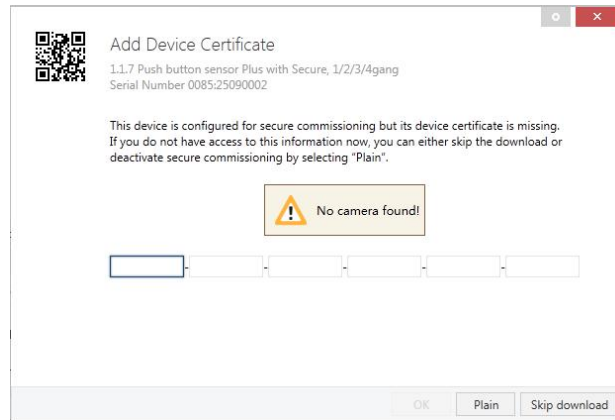 Add Device Certificate
1.1.7 Push button sensor Plus with Secure, 1/2/3/4gang
Serial Number 0085:25090002
This device is configured for secure commissioning but its device certificate is missing.
If you do not have access to this information now, you can either skip the download or
deactivate secure commissioning by selecting "Plain".
No camera found!
- - - - -
OK Plain Skip download